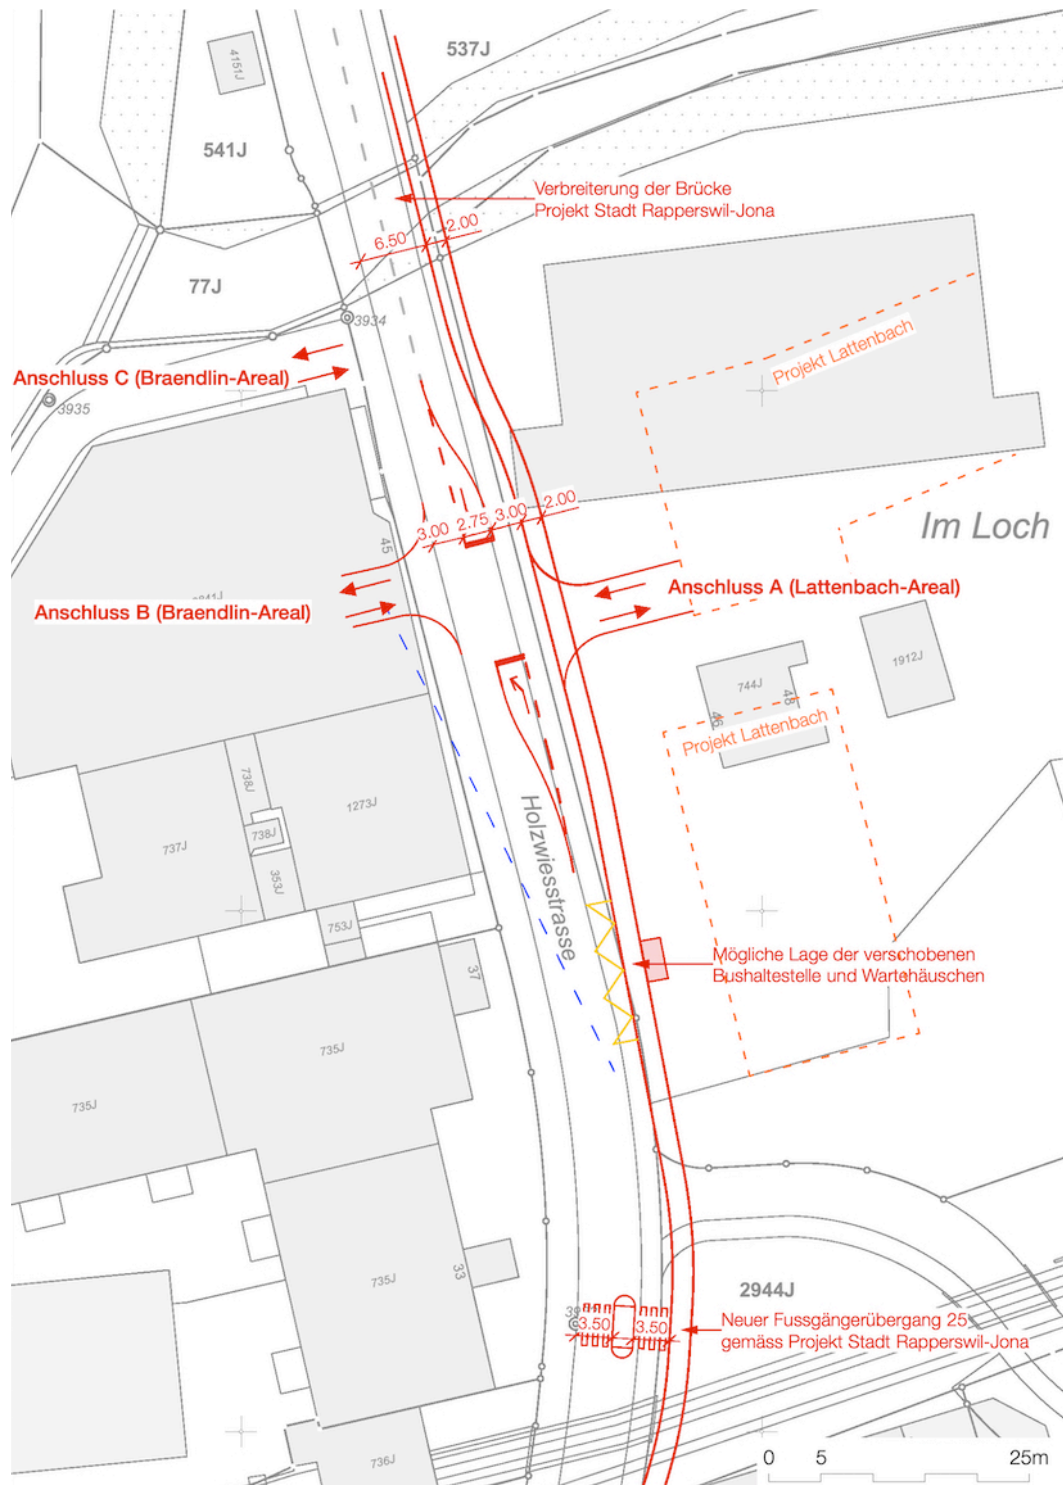 537J
4151J
541J
Verbreiterung der Brücke
Projekt Stadt Rapperswil-Jona
6.50
2.00
77J
3934
Projekt Lattenbach
Anschluss C (Braendlin-Areal)
3935
3.00
2.75
3.00
2.00
Im Loch
45
Anschluss A (Lattenbach-Areal)
Anschluss B (Braendlin-Areal)
1912J
744J
48
46
Projekt Lattenbach
738J
1273J
Holzwiesstrasse
738J
737J
353J
753J
37
Mögliche Lage der verschobenen
Bushaltestelle und Wartehäuschen
735J
735J
735J
33
2944J
3.50
3.50
Neuer Fussgängerübergang 25
gemäss Projekt Stadt Rapperswil-Jona
736J
0 5 25m